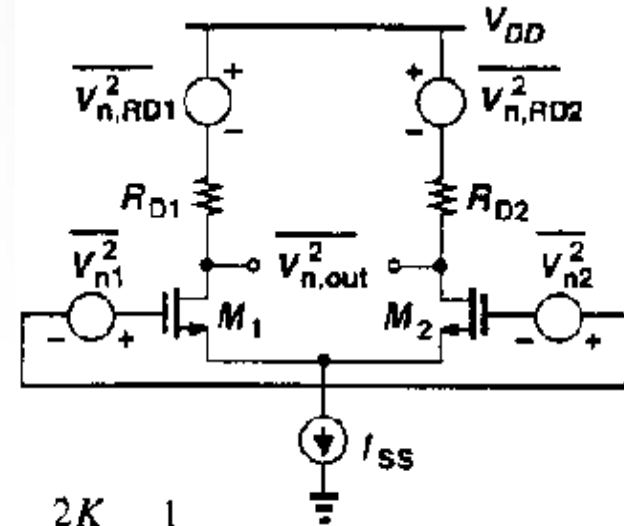 V_DD
+
+
V²_n,RD1
V²_n,RD2
−
−
R_D1
R_D2
V²_n1
V²_n,out
V²_n2
M_1
M_2
− +
− +
I_SS
2K 1